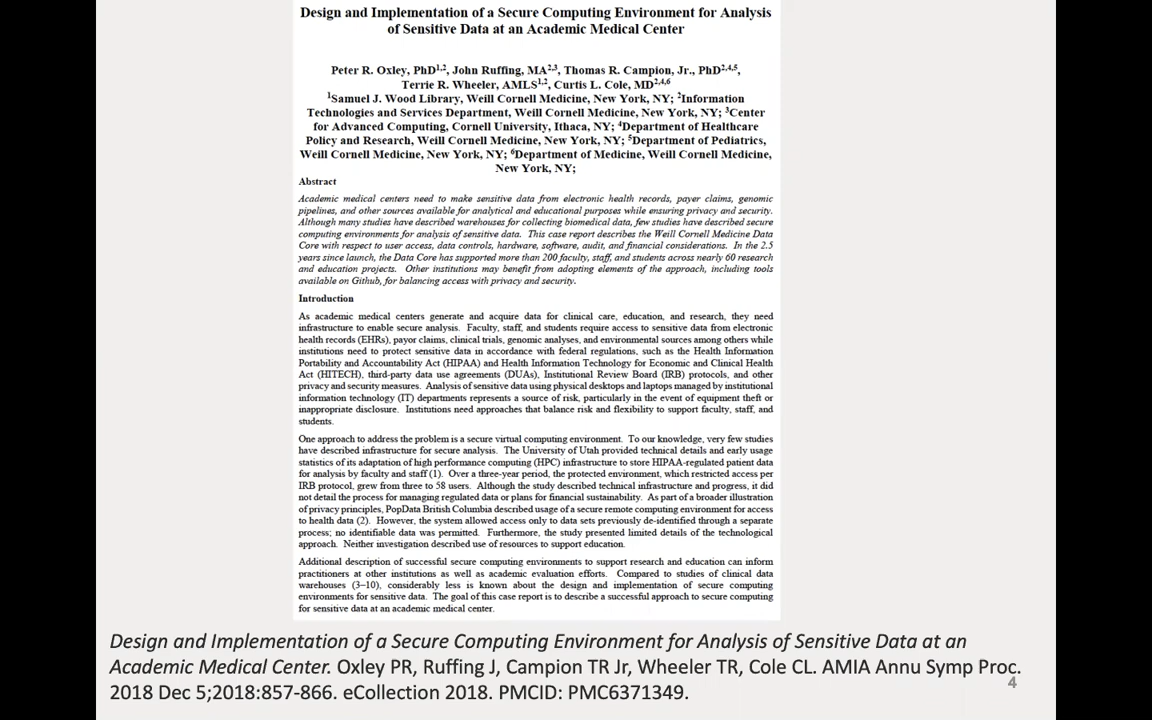 Design and Implementation of a Secure Computing Environment for Analysis
of Sensitive Data at an Academic Medical Center
Peter R. Oxley, PhD1,2, John Ruffing, MA2,3, Thomas R. Campion, Jr., PhD2,4,5,
Terrie R. Wheeler, AMLS1,2, Curtis L. Cole, MD2,4,6
1Samuel J. Wood Library, Weill Cornell Medicine, New York, NY; 2Information
Technologies and Services Department, Weill Cornell Medicine, New York, NY; 3Center
for Advanced Computing, Cornell University, Ithaca, NY; 4Department of Healthcare
Policy and Research, Weill Cornell Medicine, New York, NY; 5Department of Pediatrics,
Weill Cornell Medicine, New York, NY; 6Department of Medicine, Weill Cornell Medicine,
New York, NY;
Abstract
Academic medical centers need to make sensitive data from electronic health records, payer claims, genomic
pipelines, and other sources available for analytical and educational purposes while ensuring privacy and security.
Although many studies have described warehouses for collecting biomedical data, few studies have described secure
computing environments for analysis of sensitive data. This case report describes the Weill Cornell Medicine Data
Core with respect to user access, data controls, hardware, software, audit, and financial considerations. In the 2.5
years since launch, the Data Core has supported more than 200 faculty, staff, and students across nearly 60 research
and education projects. Other institutions may benefit from adopting elements of the approach, including tools
available on Github, for balancing access with privacy and security.
Introduction
As academic medical centers generate and acquire data for clinical care, education, and research, they need
infrastructure to enable secure analysis. Faculty, staff, and students require access to sensitive data from electronic
health records (EHRs), payor claims, clinical trials, genomic analyses, and environmental sources among others while
institutions need to protect sensitive data in accordance with federal regulations, such as the Health Information
Portability and Accountability Act (HIPAA) and Health Information Technology for Economic and Clinical Health
Act (HITECH), third-party data use agreements (DUAs), Institutional Review Board (IRB) protocols, and other
privacy and security measures. Analysis of sensitive data using physical desktops and laptops managed by institutional
information technology (IT) departments represents a source of risk, particularly in the event of equipment theft or
inappropriate disclosure. Institutions need approaches that balance risk and flexibility to support faculty, staff, and
students.
One approach to address the problem is a secure virtual computing environment. To our knowledge, very few studies
have described infrastructure for secure analysis. The University of Utah provided technical details and early usage
statistics of its adaptation of high performance computing (HPC) infrastructure to store HIPAA-regulated patient data
for analysis by faculty and staff (1). Over a three-year period, the protected environment, which restricted access per
IRB protocol, grew from three to 58 users. Although the study described technical infrastructure and progress, it did
not detail the process for managing regulated data or plans for financial sustainability. As part of a broader illustration
of privacy principles, PopData British Columbia described usage of a secure remote computing environment for access
to health data (2). However, the system allowed access only to data sets previously de-identified through a separate
process; no identifiable data was permitted. Furthermore, the study presented limited details of the technological
approach. Neither investigation described use of resources to support education.
Additional description of successful secure computing environments to support research and education can inform
practitioners at other institutions as well as academic evaluation efforts. Compared to studies of clinical data
warehouses (3–10), considerably less is known about the design and implementation of secure computing
environments for sensitive data. The goal of this case report is to describe a successful approach to secure computing
for sensitive data at an academic medical center.
Design and Implementation of a Secure Computing Environment for Analysis of Sensitive Data at an
Academic Medical Center. Oxley PR, Ruffing J, Campion TR Jr, Wheeler TR, Cole CL. AMIA Annu Symp Proc.
2018 Dec 5;2018:857-866. eCollection 2018. PMCID: PMC6371349.
4